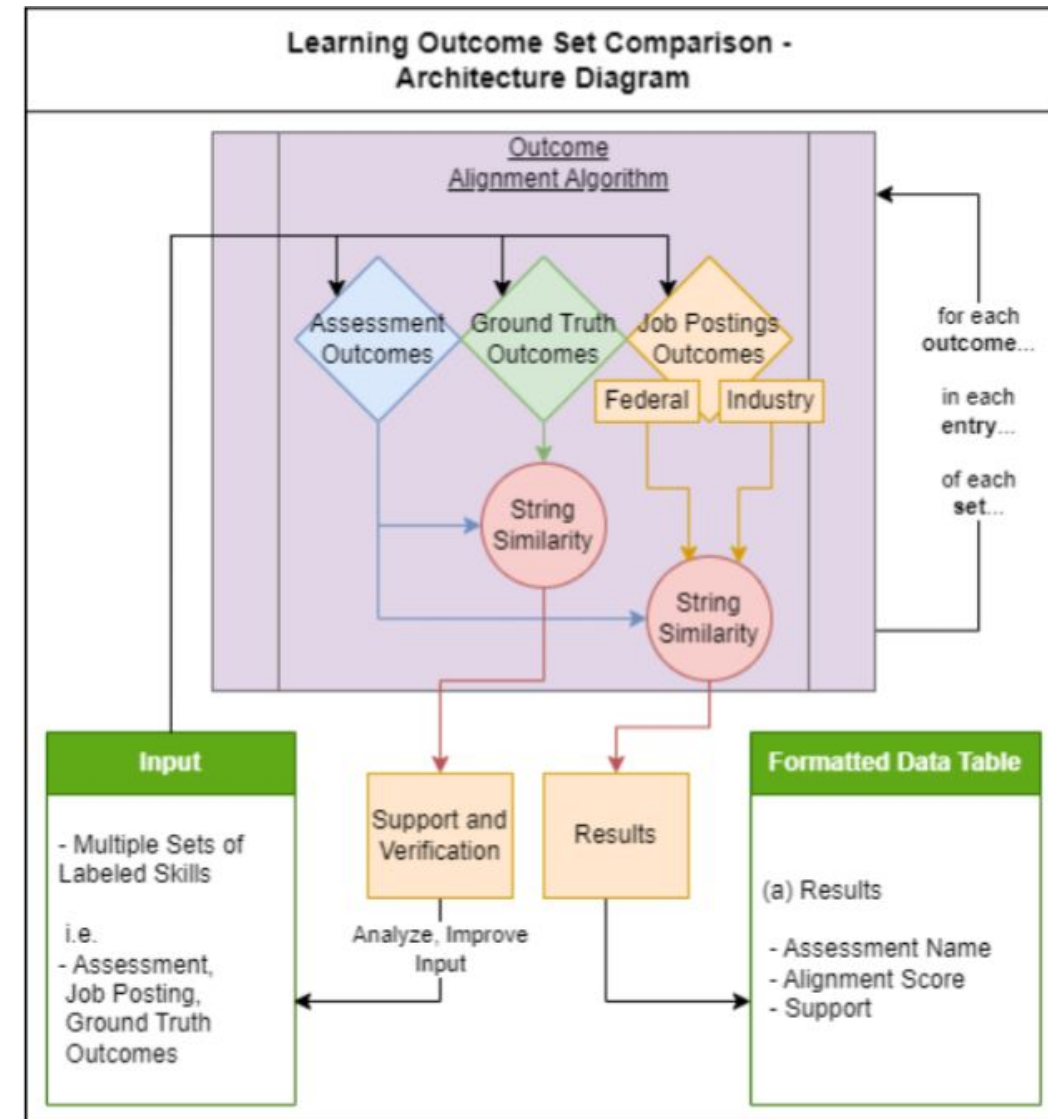 Learning Outcome Set Comparison -
Architecture Diagram
Outcome
Alignment Algorithm
Assessment
Outcomes
Ground Truth
Outcomes
Job Postings
Outcomes
Federal
Industry
for each
outcome...
in each
entry...
of each
set...
String
Similarity
String
Similarity
Input
- Multiple Sets of
Labeled Skills
i.e.
- Assessment,
Job Posting,
Ground Truth
Outcomes
Support and
Verification
Analyze, Improve
Input
Results
Formatted Data Table
(a) Results
- Assessment Name
- Alignment Score
- Support